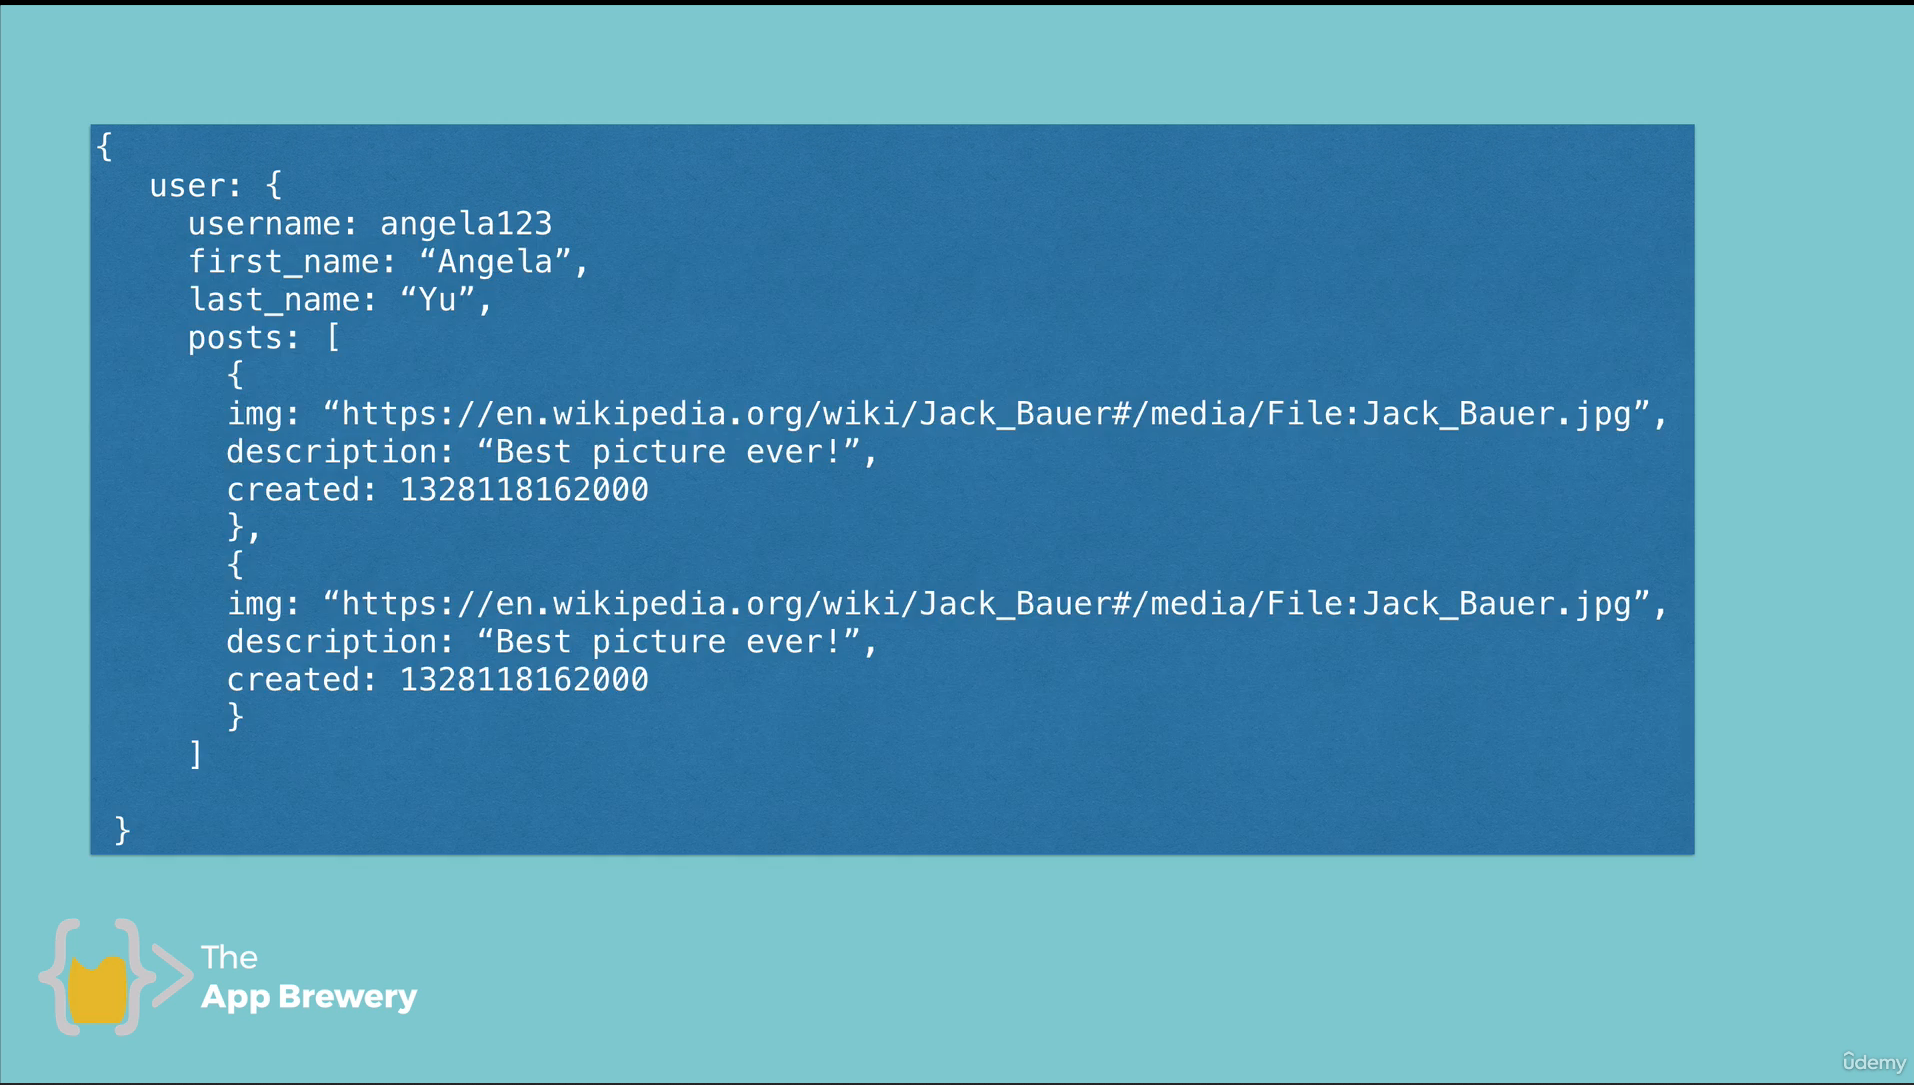 {
user: {
username: angela123
first_name: “Angela”,
last_name: “Yu”,
posts: [
{
img: “https://en.wikipedia.org/wiki/Jack_Bauer#/media/File:Jack_Bauer.jpg”,
description: “Best picture ever!”,
created: 1328118162000
},
{
img: “https://en.wikipedia.org/wiki/Jack_Bauer#/media/File:Jack_Bauer.jpg”,
description: “Best picture ever!”,
created: 1328118162000
}
]
}
The
App Brewery
ûdemy